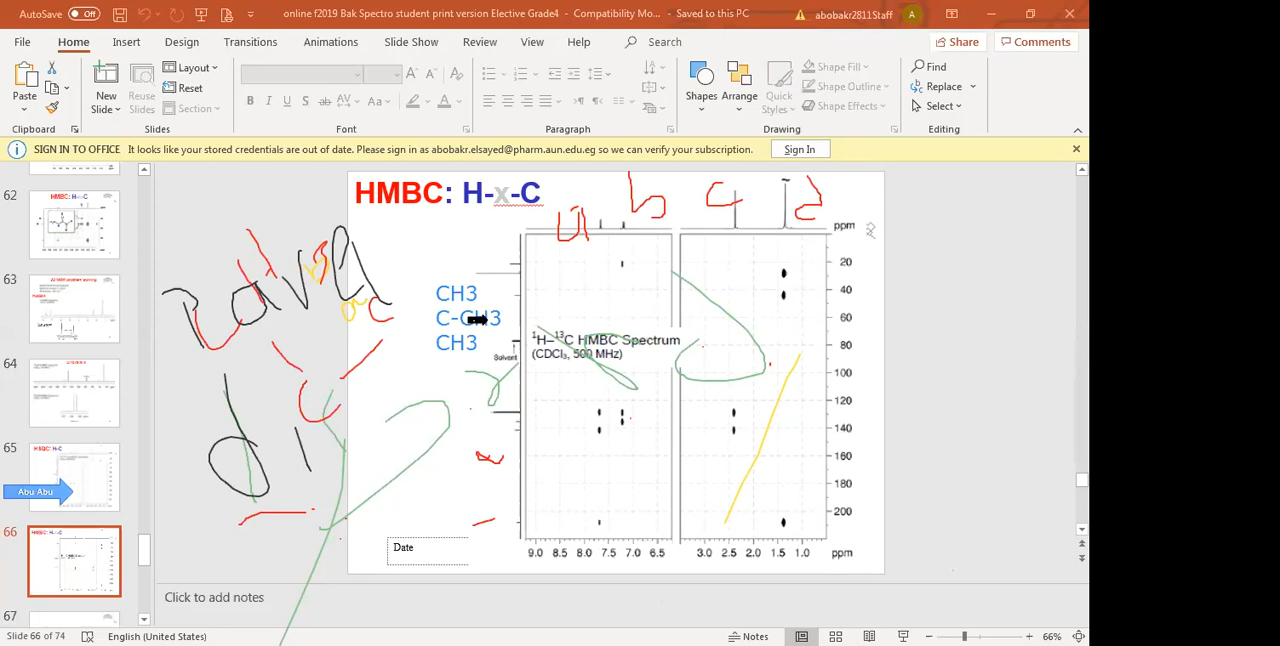 AutoSave Off online f2019 Bak Spectro student print version Elective Grade4 - Compatibility Mo... - Saved to this PC abobakr2811Staff A
File Home Insert Design Transitions Animations Slide Show Review View Help Search Share Comments
Paste New Slide Reuse Slides Layout Reset Section Shapes Arrange Quick Styles Shape Fill Shape Outline Shape Effects Find Replace Select
B I U S ab AV Aa A
Clipboard Slides Font Paragraph Drawing Editing
SIGN IN TO OFFICE It looks like your stored credentials are out of date. Please sign in as abobakr.elsayed@pharm.aun.edu.eg so we can verify your subscription. Sign In
62
63
64
65
Abu Abu
66
67
HMBC: H-x-C
b c d
ppm
CH3
C-CH3
CH3
1H–13C HMBC Spectrum
(CDCl3, 500 MHz)
Solvent
20
40
60
80
100
120
140
160
180
200
9.0 8.5 8.0 7.5 7.0 6.5 3.0 2.5 2.0 1.5 1.0 ppm
Date
Click to add notes
Slide 66 of 74 English (United States) Notes 66%